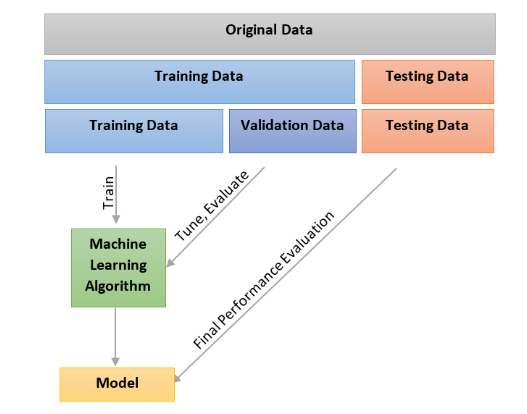 Original Data
Training Data
Testing Data
Training Data
Validation Data
Testing Data
Train
Tune, Evaluate
Final Performance Evaluation
Machine
Learning
Algorithm
Model